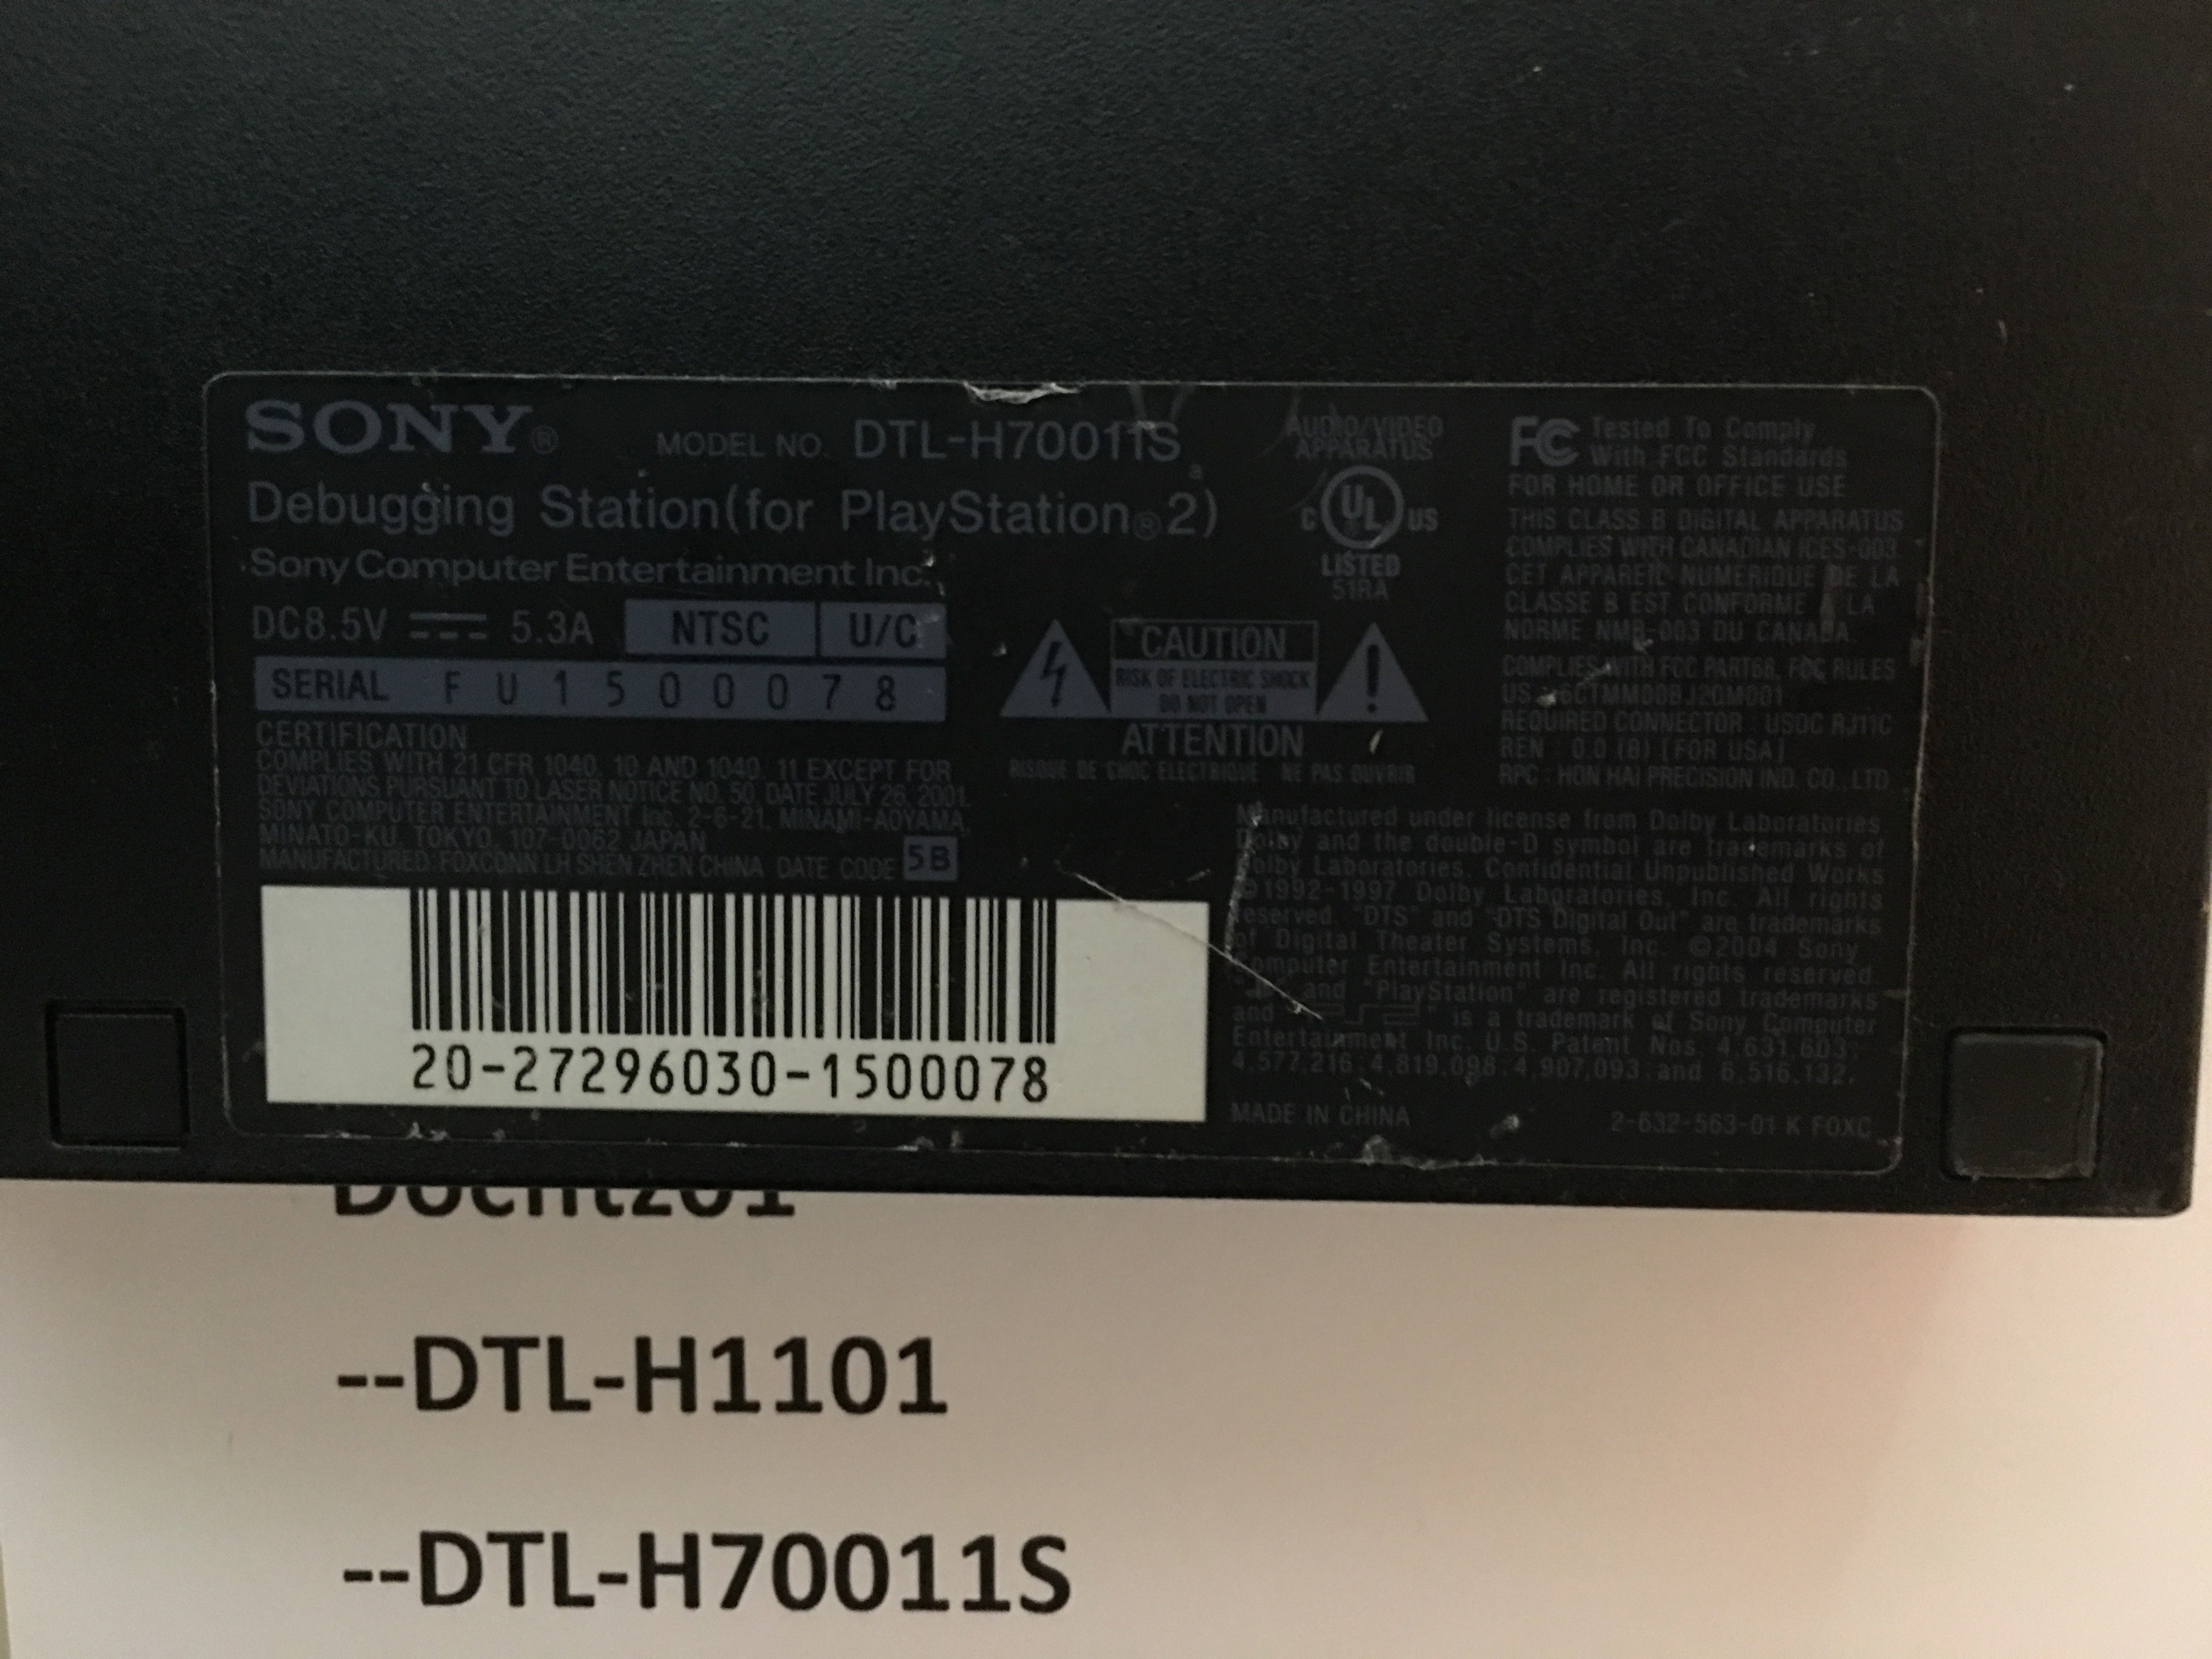 SONY®
MODEL NO. DTL-H70011S
a
Debugging Station(for PlayStation®2)
Sony Computer Entertainment Inc.
DC8.5V 5.3A NTSC U/C
SERIAL FU1500078
CERTIFICATION
COMPLIES WITH 21 CFR 1040. 10 AND 1040. 11 EXCEPT FOR
DEVIATIONS PURSUANT TO LASER NOTICE NO. 50, DATE JULY 26, 2001.
SONY COMPUTER ENTERTAINMENT Inc. 2-6-21, MINAMI-AOYAMA,
MINATO-KU, TOKYO, 107-0062 JAPAN
MANUFACTURED: FOXCONN LH SHEN ZHEN CHINA DATE CODE 5B
20-27296030-1500078
AUDIO/VIDEO
APPARATUS
C UL US
LISTED
51RA
CAUTION
RISK OF ELECTRIC SHOCK
DO NOT OPEN
ATTENTION
RISQUE DE CHOC ELECTRIQUE NE PAS OUVRIR
FC Tested To Comply
With FCC Standards
FOR HOME OR OFFICE USE
THIS CLASS B DIGITAL APPARATUS
COMPLIES WITH CANADIAN ICES-003.
CET APPAREIL NUMERIQUE DE LA
CLASSE B EST CONFORME A LA
NORME NMB-003 DU CANADA.
COMPLIES WITH FCC PART68, FCC RULES
REQUIRED CONNECTOR : USOC RJ11C
REN : 0.0 (B) [FOR USA]
RPC : HON HAI PRECISION IND. CO., LTD
Manufactured under license from Dolby Laboratories.
Dolby and the double-D symbol are trademarks of
Dolby Laboratories. Confidential Unpublished Works
©1992-1997 Dolby Laboratories, Inc. All rights
reserved. "DTS" and "DTS Digital Out" are trademarks
of Digital Theater Systems, Inc. ©2004 Sony
Computer Entertainment Inc. All rights reserved.
and "PlayStation" are registered trademarks
and " " is a trademark of Sony Computer
Entertainment Inc. U.S. Patent Nos. 4,631,603;
4,577,216; 4,819,098; 4,907,093; and 6,516,132.
MADE IN CHINA 2-632-563-01 K FOXC
--DTL-H1101
--DTL-H70011S